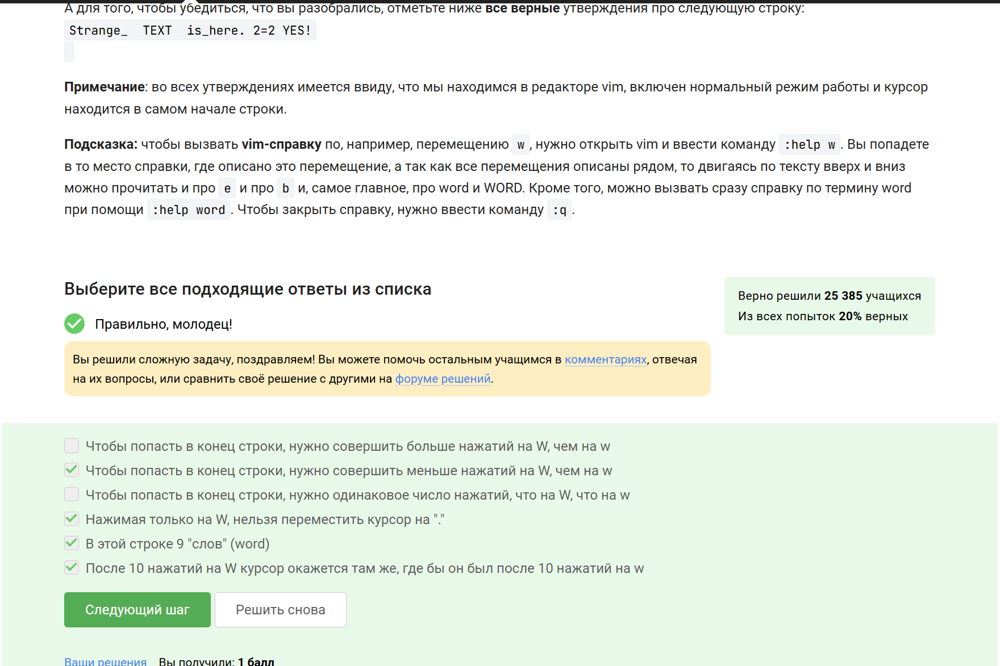 А для того, чтобы убедиться, что вы разобрались, отметьте ниже все верные утверждения про следующую строку:
Strange_  TEXT  is_here. 2=2 YES!
Примечание: во всех утверждениях имеется ввиду, что мы находимся в редакторе vim, включен нормальный режим работы и курсор
находится в самом начале строки.
Подсказка: чтобы вызвать vim-справку по, например, перемещению w, нужно открыть vim и ввести команду :help w. Вы попадете
в то место справки, где описано это перемещение, а так как все перемещения описаны рядом, то двигаясь по тексту вверх и вниз
можно прочитать и про e и про b и, самое главное, про word и WORD. Кроме того, можно вызвать сразу справку по термину word
при помощи :help word. Чтобы закрыть справку, нужно ввести команду :q.
Выберите все подходящие ответы из списка
Верно решили 25 385 учащихся
Из всех попыток 20% верных
Правильно, молодец!
Вы решили сложную задачу, поздравляем! Вы можете помочь остальным учащимся в комментариях, отвечая
на их вопросы, или сравнить своё решение с другими на форуме решений.
Чтобы попасть в конец строки, нужно совершить больше нажатий на W, чем на w
Чтобы попасть в конец строки, нужно совершить меньше нажатий на W, чем на w
Чтобы попасть в конец строки, нужно одинаковое число нажатий, что на W, что на w
Нажимая только на W, нельзя переместить курсор на "."
В этой строке 9 "слов" (word)
После 10 нажатий на W курсор окажется там же, где бы он был после 10 нажатий на w
Следующий шаг
Решить снова
Ваши решения Вы получили: 1 балл